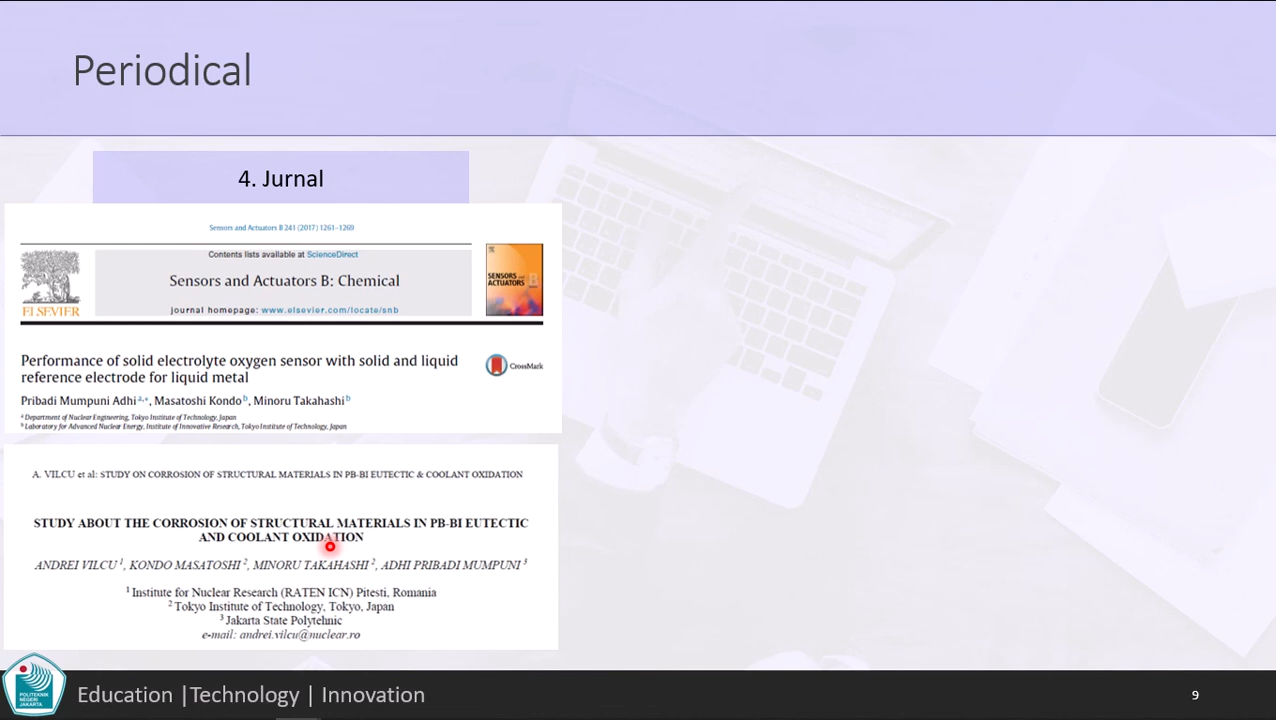 Periodical
4. Jurnal
Sensors and Actuators B 241 (2017) 1261–1269
Contents lists available at ScienceDirect
Sensors and Actuators B: Chemical
journal homepage: www.elsevier.com/locate/snb
ELSEVIER
SENSORS and
ACTUATORS B
Performance of solid electrolyte oxygen sensor with solid and liquid
reference electrode for liquid metal
CrossMark
Pribadi Mumpuni Adhi a,*, Masatoshi Kondo b, Minoru Takahashi b
a Department of Nuclear Engineering, Tokyo Institute of Technology, Japan
b Laboratory for Advanced Nuclear Energy, Institute of Innovative Research, Tokyo Institute of Technology, Japan
A. VILCU et al: STUDY ON CORROSION OF STRUCTURAL MATERIALS IN PB-BI EUTECTIC & COOLANT OXIDATION
STUDY ABOUT THE CORROSION OF STRUCTURAL MATERIALS IN PB-BI EUTECTIC
AND COOLANT OXIDATION
ANDREI VILCU 1, KONDO MASATOSHI 2, MINORU TAKAHASHI 2, ADHI PRIBADI MUMPUNI 3
1 Institute for Nuclear Research (RATEN ICN) Pitesti, Romania
2 Tokyo Institute of Technology, Tokyo, Japan
3 Jakarta State Polytehnic
e-mail: andrei.vilcu@nuclear.ro
POLITEKNIK
NEGERI
JAKARTA
Education |Technology | Innovation
9